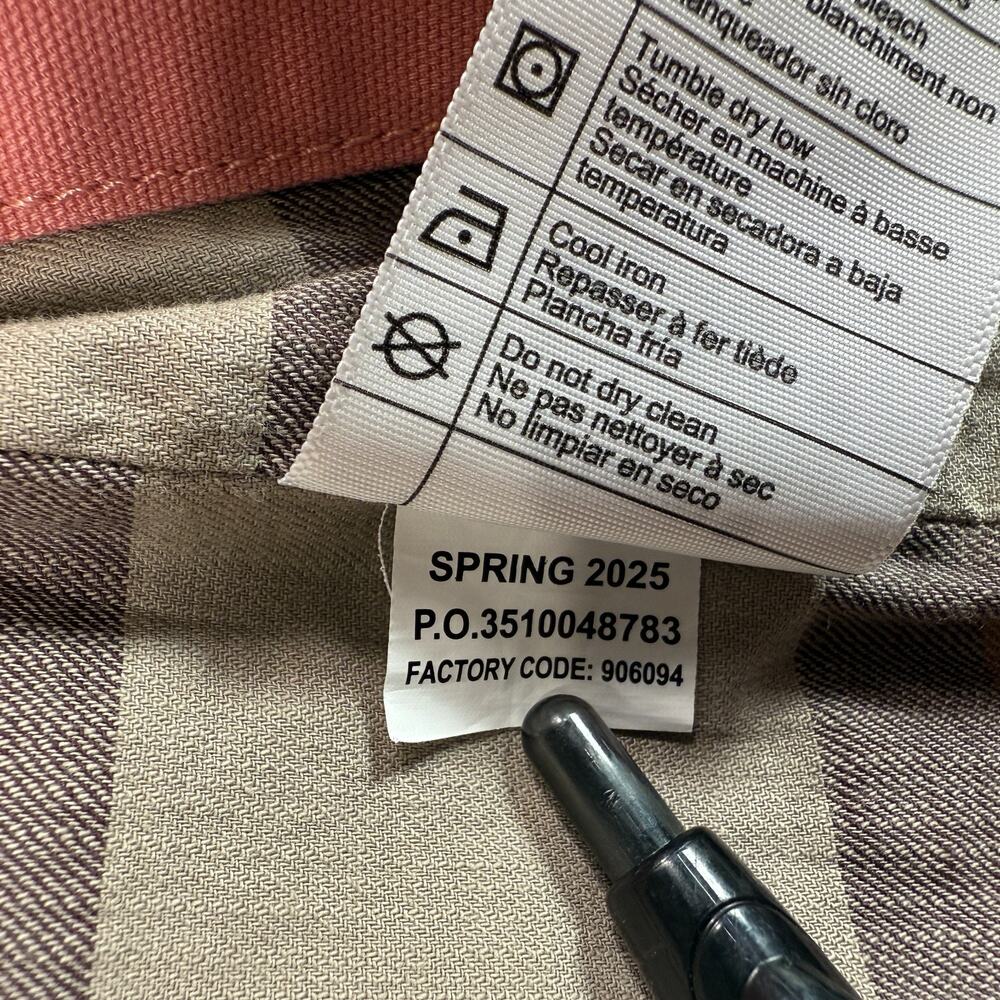 bleach
blanchiment non
Blanqueador sin cloro
Tumble dry low
Sécher en machine à basse
température
Secar en secadora a baja
temperatura
Cool iron
Repasser à fer tiède
Plancha fría
Do not dry clean
Ne pas nettoyer à sec
No limpiar en seco
SPRING 2025
P.O.3510048783
FACTORY CODE: 906094